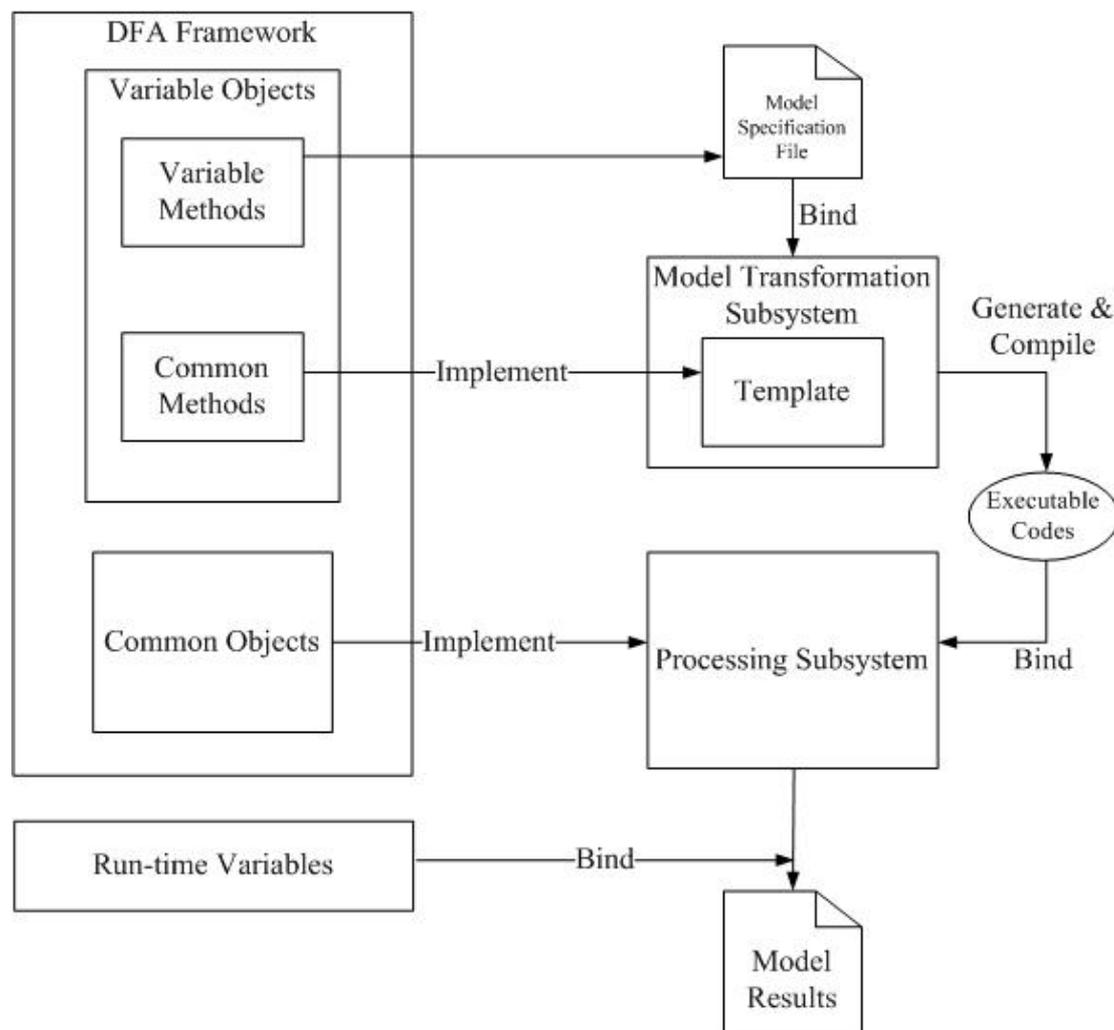 DFA Framework
Variable Objects
Variable
Methods
Common
Methods
Common Objects
Run-time Variables
Implement
Implement
Bind
Model
Specification
File
Bind
Model Transformation
Subsystem
Template
Generate &
Compile
Executable
Codes
Bind
Processing Subsystem
Model
Results